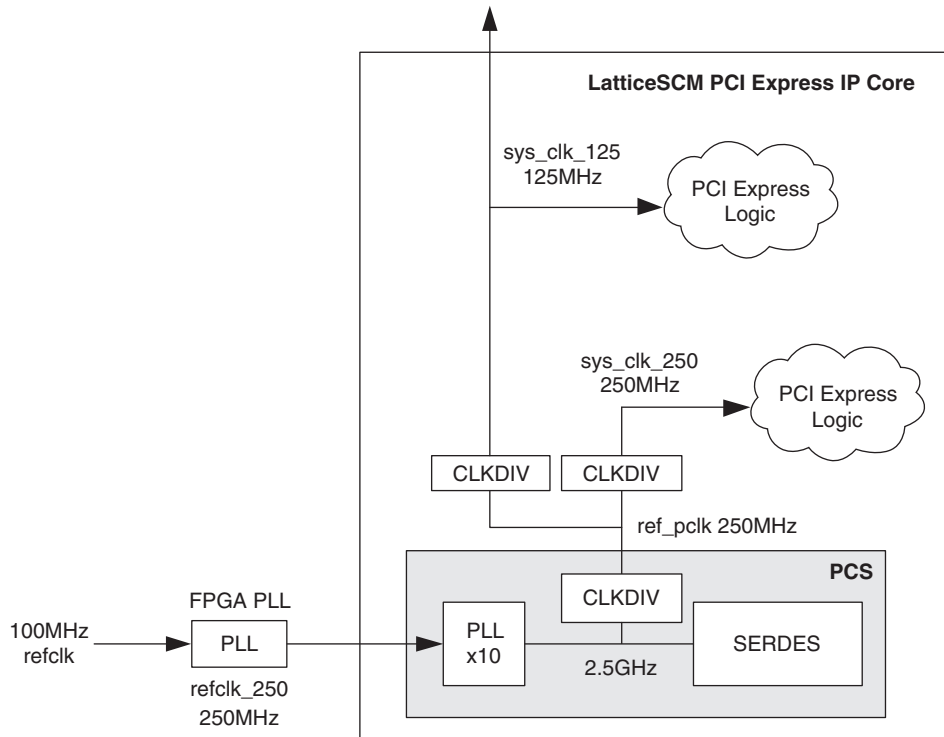 LatticeSCM PCI Express IP Core
sys_clk_125
125MHz
PCI Express
Logic
sys_clk_250
250MHz
PCI Express
Logic
CLKDIV
CLKDIV
ref_pclk 250MHz
PCS
CLKDIV
FPGA PLL
100MHz
refclk
PLL
PLL
x10
2.5GHz
SERDES
refclk_250
250MHz